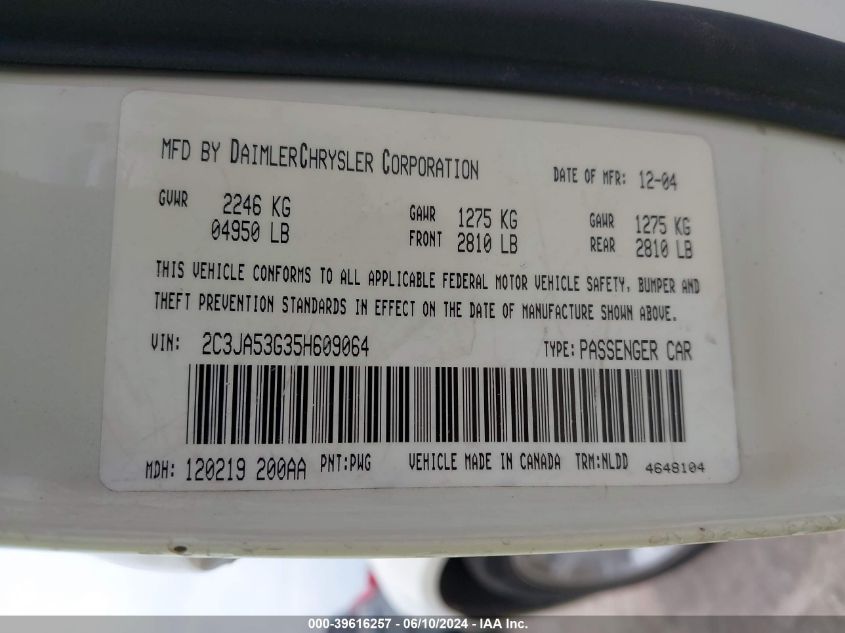 MFD BY DAIMLERCHRYSLER CORPORATION DATE OF MFR: 12-04
GVWR 2246 KG GAWR 1275 KG GAWR 1275 KG
04950 LB FRONT 2810 LB REAR 2810 LB
THIS VEHICLE CONFORMS TO ALL APPLICABLE FEDERAL MOTOR VEHICLE SAFETY, BUMPER AND
THEFT PREVENTION STANDARDS IN EFFECT ON THE DATE OF MANUFACTURE SHOWN ABOVE.
VIN: 2C3JA53G35H609064 TYPE: PASSENGER CAR
MDH: 120219 200AA PNT:PWG VEHICLE MADE IN CANADA TRM:NLDD 4648104
000-39616257 - 06/10/2024 - IAA Inc.